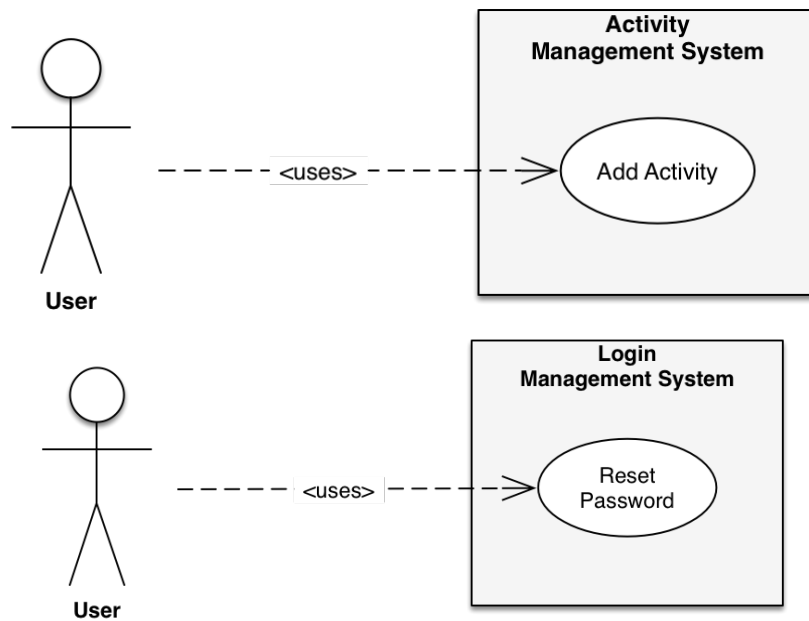 Activity
Management System
<uses>
Add Activity
User
Login
Management System
<uses>
Reset
Password
User